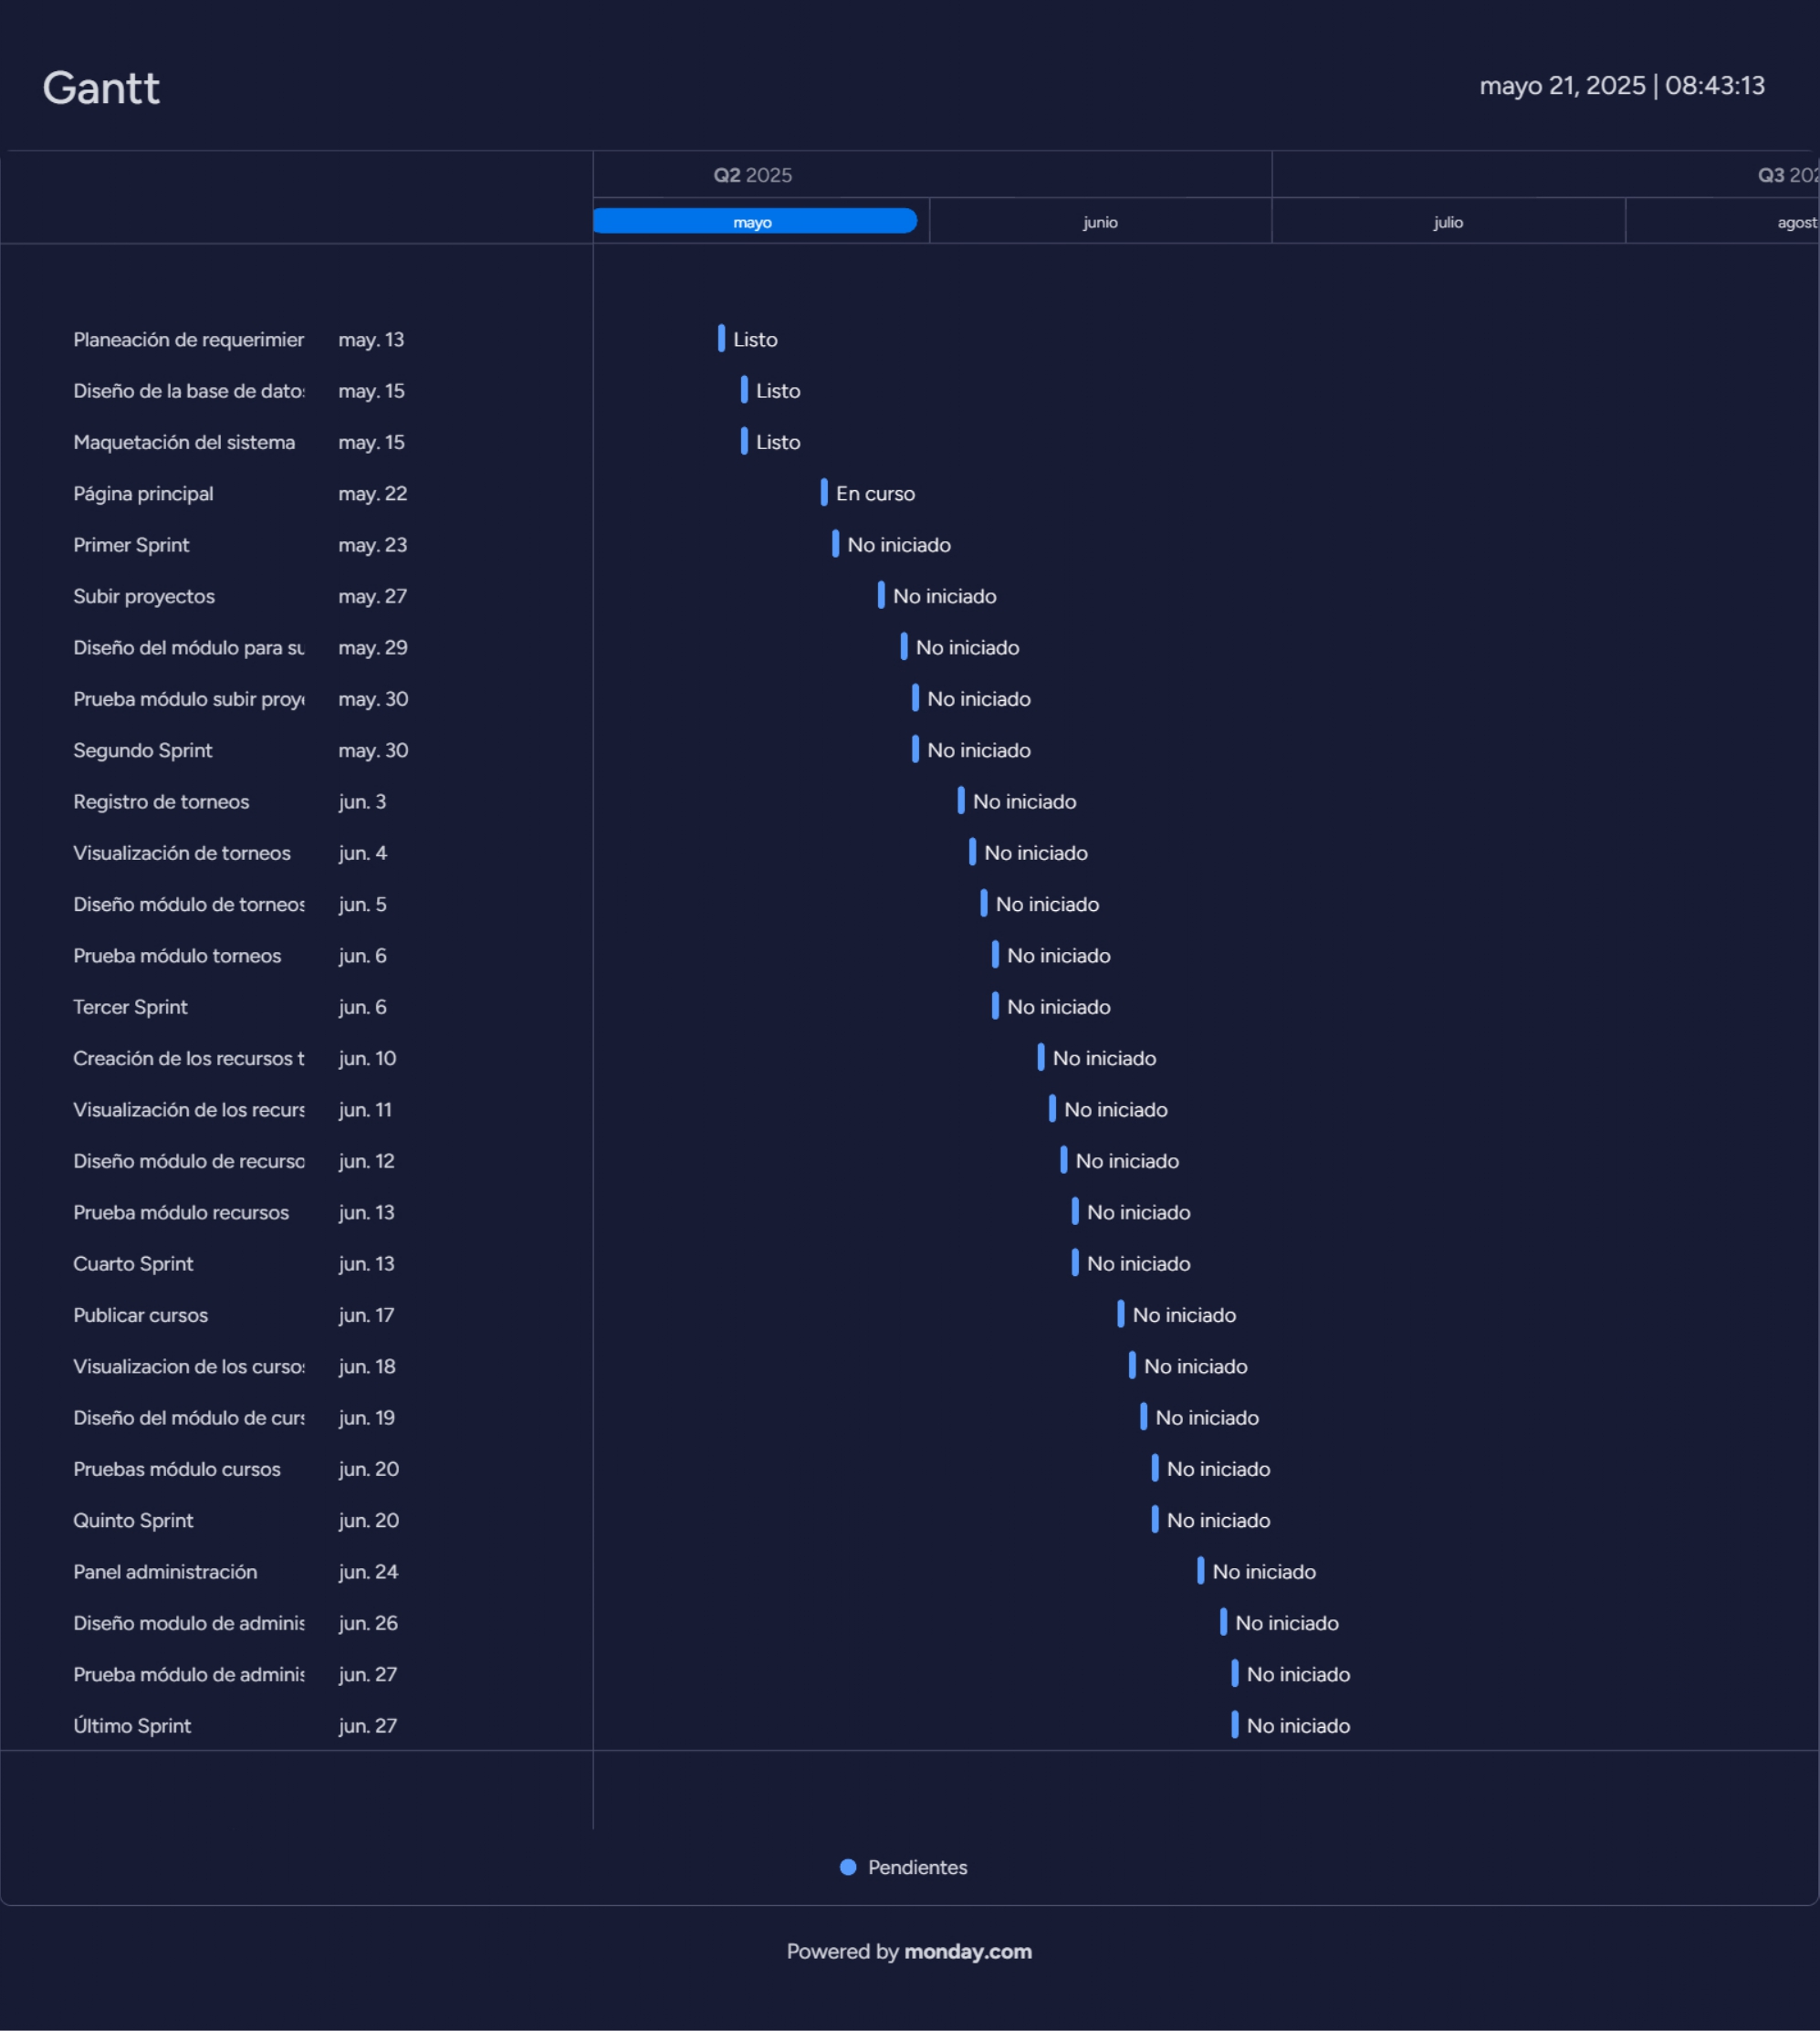 Gantt
mayo 21, 2025 | 08:43:13
Q2 2025
Q3 202
mayo junio julio agost
Planeación de requerimier may. 13 Listo
Diseño de la base de datos may. 15 Listo
Maquetación del sistema may. 15 Listo
Página principal may. 22 En curso
Primer Sprint may. 23 No iniciado
Subir proyectos may. 27 No iniciado
Diseño del módulo para su may. 29 No iniciado
Prueba módulo subir proye may. 30 No iniciado
Segundo Sprint may. 30 No iniciado
Registro de torneos jun. 3 No iniciado
Visualización de torneos jun. 4 No iniciado
Diseño módulo de torneos jun. 5 No iniciado
Prueba módulo torneos jun. 6 No iniciado
Tercer Sprint jun. 6 No iniciado
Creación de los recursos t jun. 10 No iniciado
Visualización de los recurs jun. 11 No iniciado
Diseño módulo de recurso jun. 12 No iniciado
Prueba módulo recursos jun. 13 No iniciado
Cuarto Sprint jun. 13 No iniciado
Publicar cursos jun. 17 No iniciado
Visualizacion de los cursos jun. 18 No iniciado
Diseño del módulo de curs jun. 19 No iniciado
Pruebas módulo cursos jun. 20 No iniciado
Quinto Sprint jun. 20 No iniciado
Panel administración jun. 24 No iniciado
Diseño modulo de adminis jun. 26 No iniciado
Prueba módulo de adminis jun. 27 No iniciado
Último Sprint jun. 27 No iniciado
Pendientes
Powered by monday.com